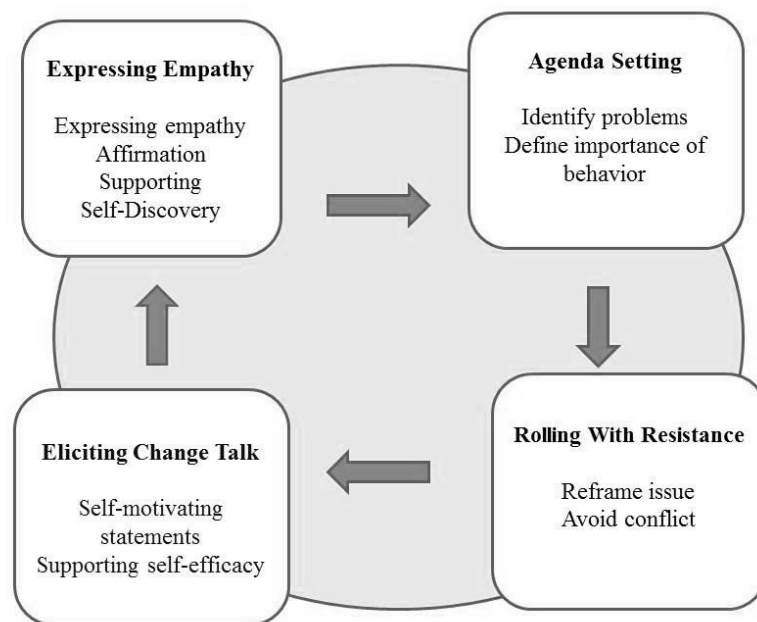 Expressing Empathy
Expressing empathy
Affirmation
Supporting
Self-Discovery
Agenda Setting
Identify problems
Define importance of
behavior
Rolling With Resistance
Reframe issue
Avoid conflict
Eliciting Change Talk
Self-motivating
statements
Supporting self-efficacy